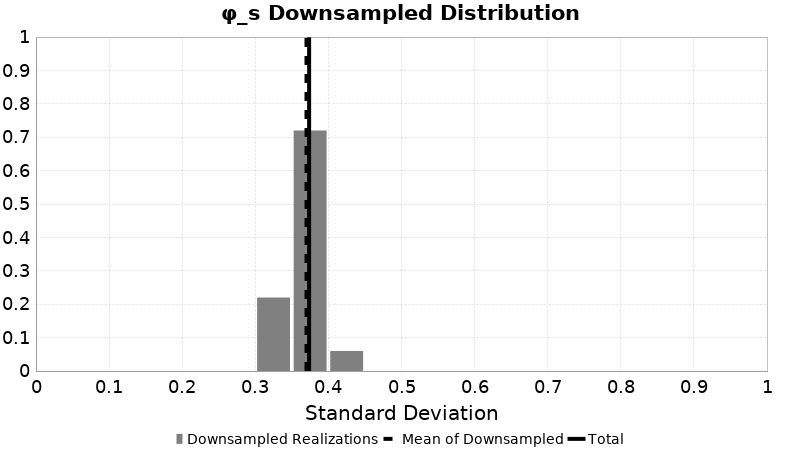 φ_s Downsampled Distribution
1
0.9
0.8
0.7
0.6
0.5
0.4
0.3
0.2
0.1
0
0 0.1 0.2 0.3 0.4 0.5 0.6 0.7 0.8 0.9 1
Standard Deviation
Downsampled Realizations Mean of Downsampled Total